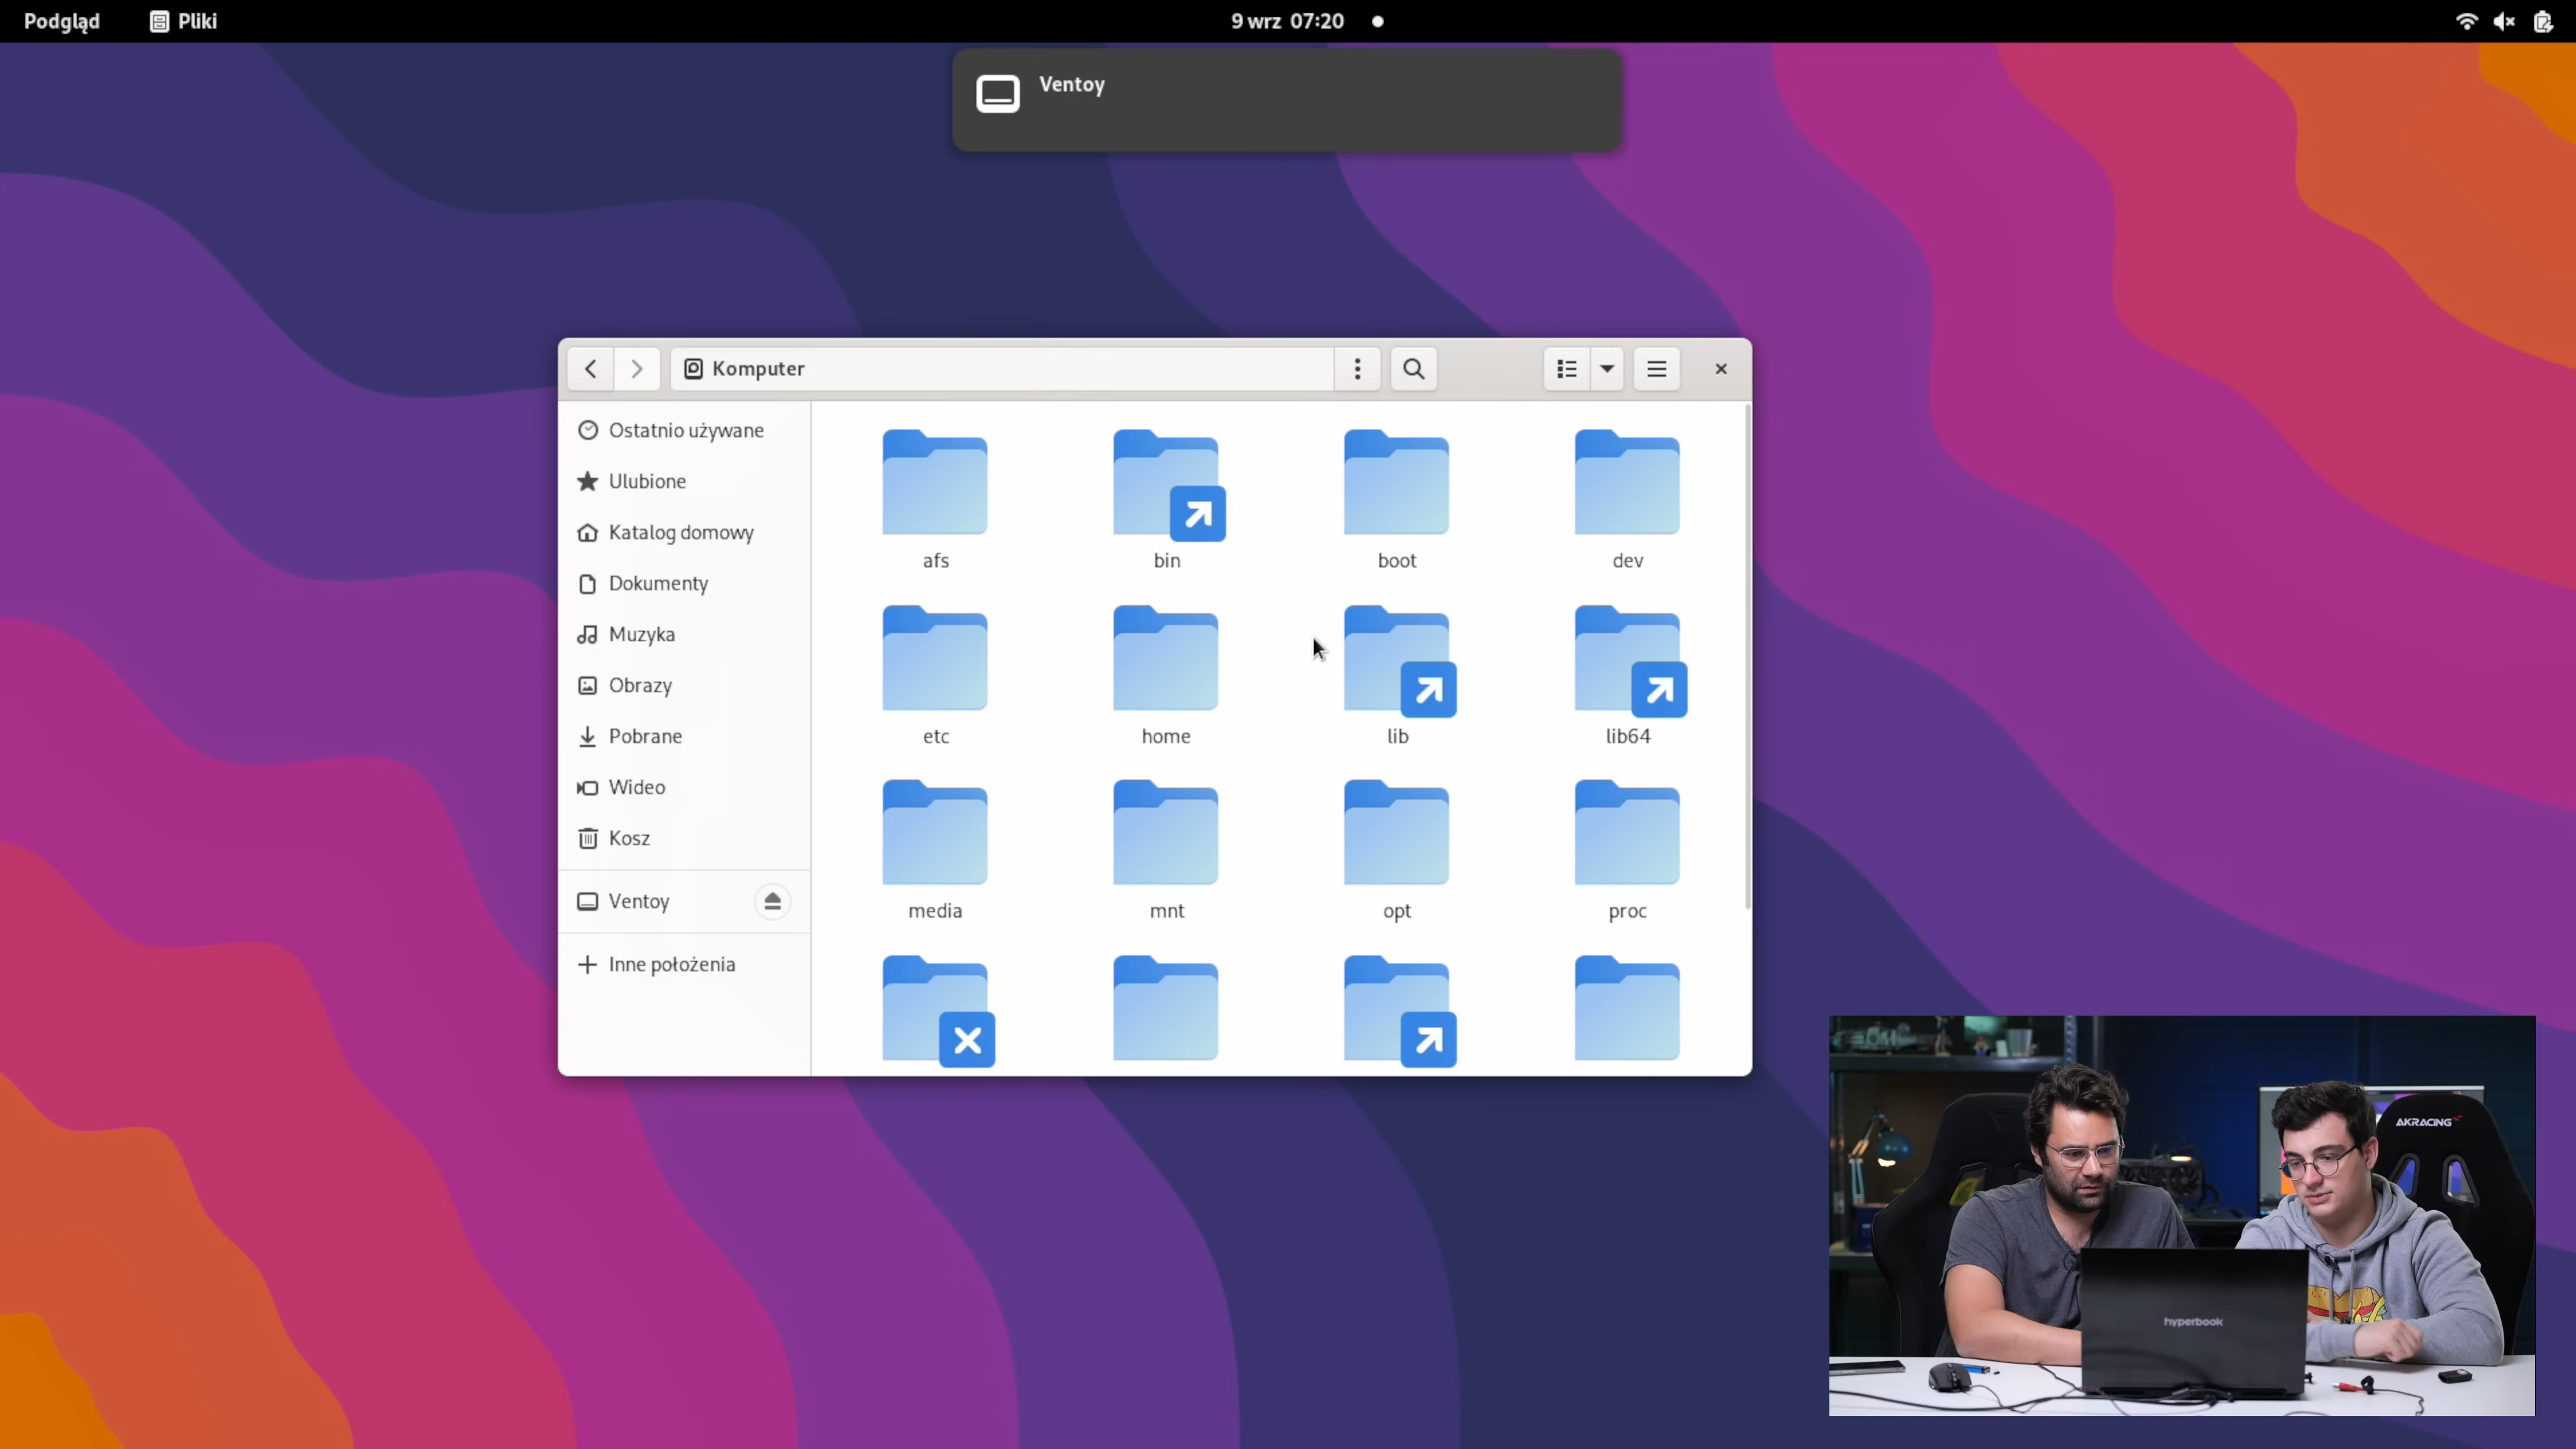 Podgląd
Pliki
9 wrz 07:20
Ventoy
Komputer
Ostatnio używane
Ulubione
Katalog domowy
Dokumenty
Muzyka
Obrazy
Pobrane
Wideo
Kosz
Ventoy
Inne położenia
afs
bin
boot
dev
etc
home
lib
lib64
media
mnt
opt
proc
AKRACING
hyperbook